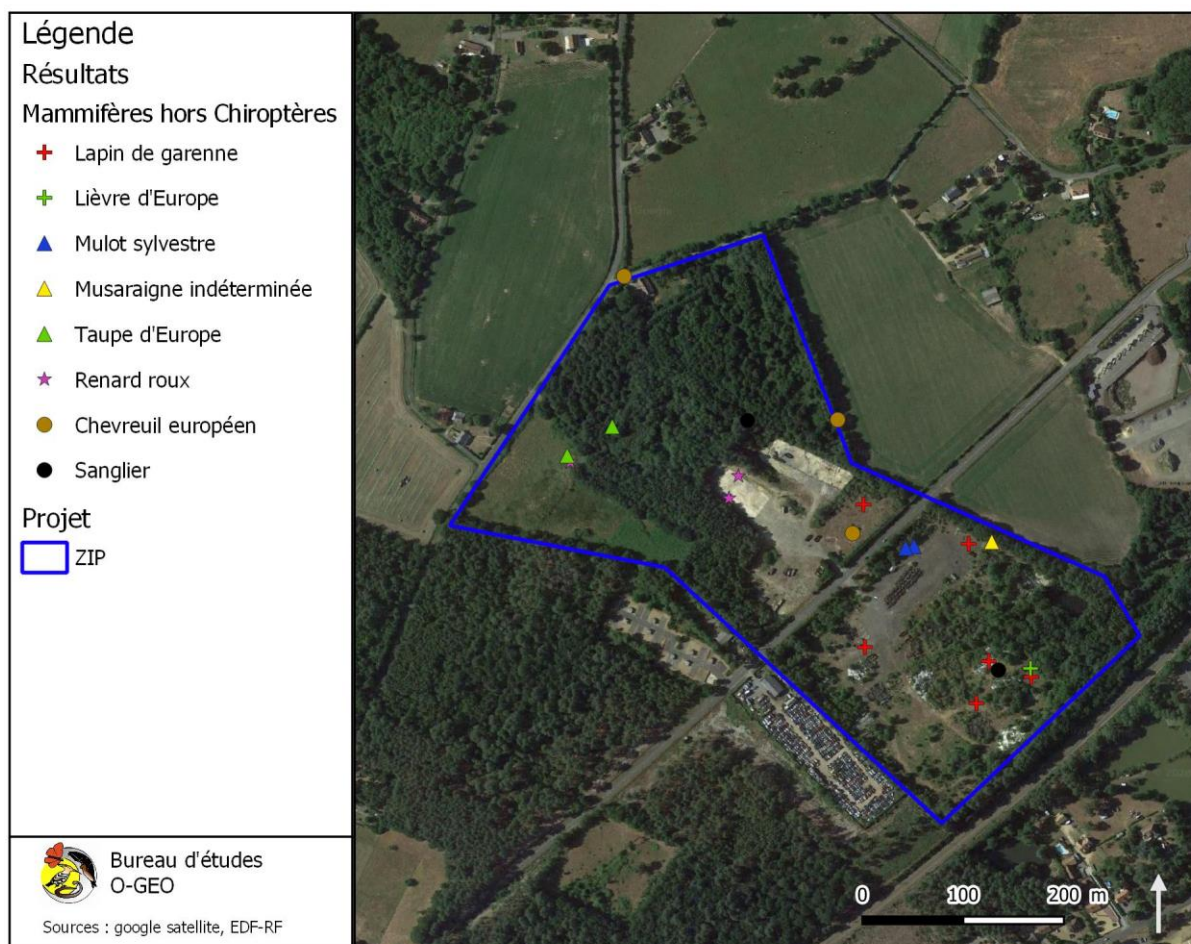 Légende
Résultats
Mammifères hors Chiroptères
Lapin de garenne
Lièvre d'Europe
Mulot sylvestre
Musaraigne indéterminée
Taupe d'Europe
Renard roux
Chevreuil européen
Sanglier
Projet
ZIP
Bureau d'études
O-GEO
Sources : google satellite, EDF-RF
0 100 200 m